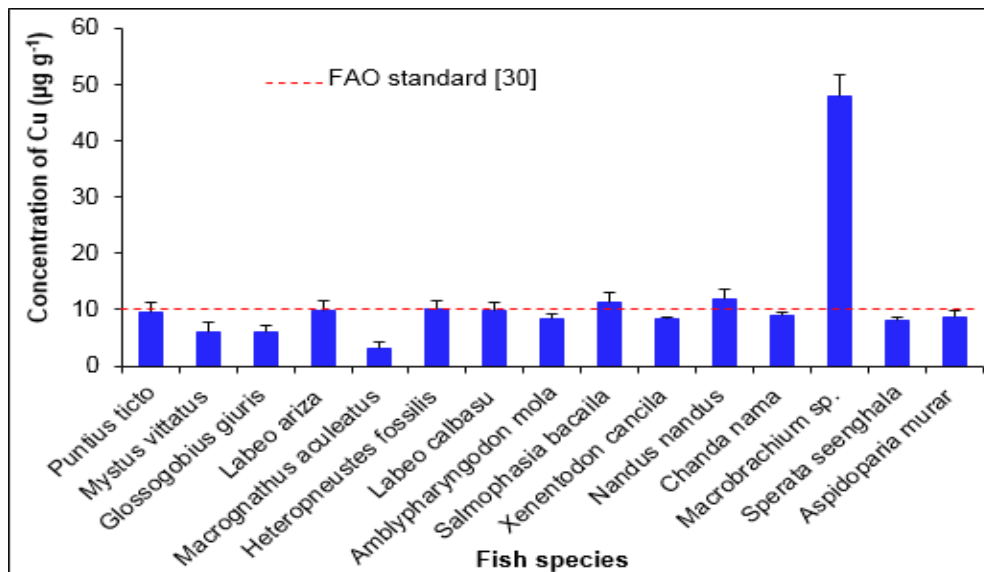 Concentration of Cu (µg g⁻¹)
60
50
40
30
20
10
0
FAO standard [30]
Puntius ticto
Mystus vittatus
Glossogobius giuris
Labeo ariza
Macrognathus aculeatus
Heteropneustes fossilis
Labeo calbasu
Amblypharyngodon mola
Salmophasia bacaila
Xenentodon cancila
Nandus nandus
Chanda nama
Macrobrachium sp.
Sperata seenghala
Aspidoparia murar
Fish species